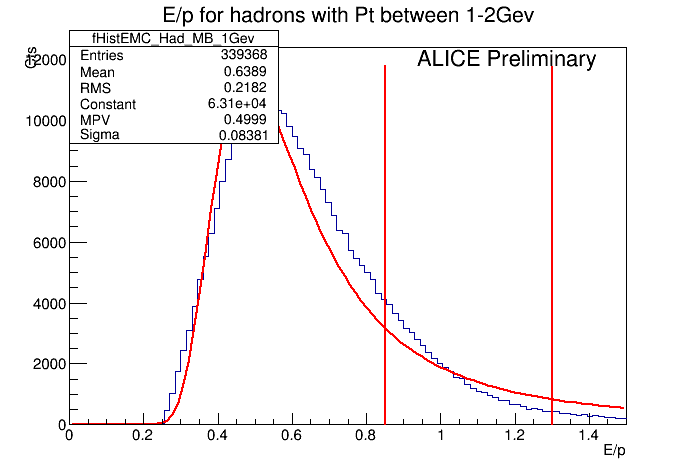 E/p for hadrons with Pt between 1-2Gev
fHistEMC_Had_MB_1Gev
Entries 339368
Mean 0.6389
RMS 0.2182
Constant 6.31e+04
MPV 0.4999
Sigma 0.08381
ALICE Preliminary
12000
10000
8000
6000
4000
2000
0
0 0.2 0.4 0.6 0.8 1 1.2 1.4
E/p